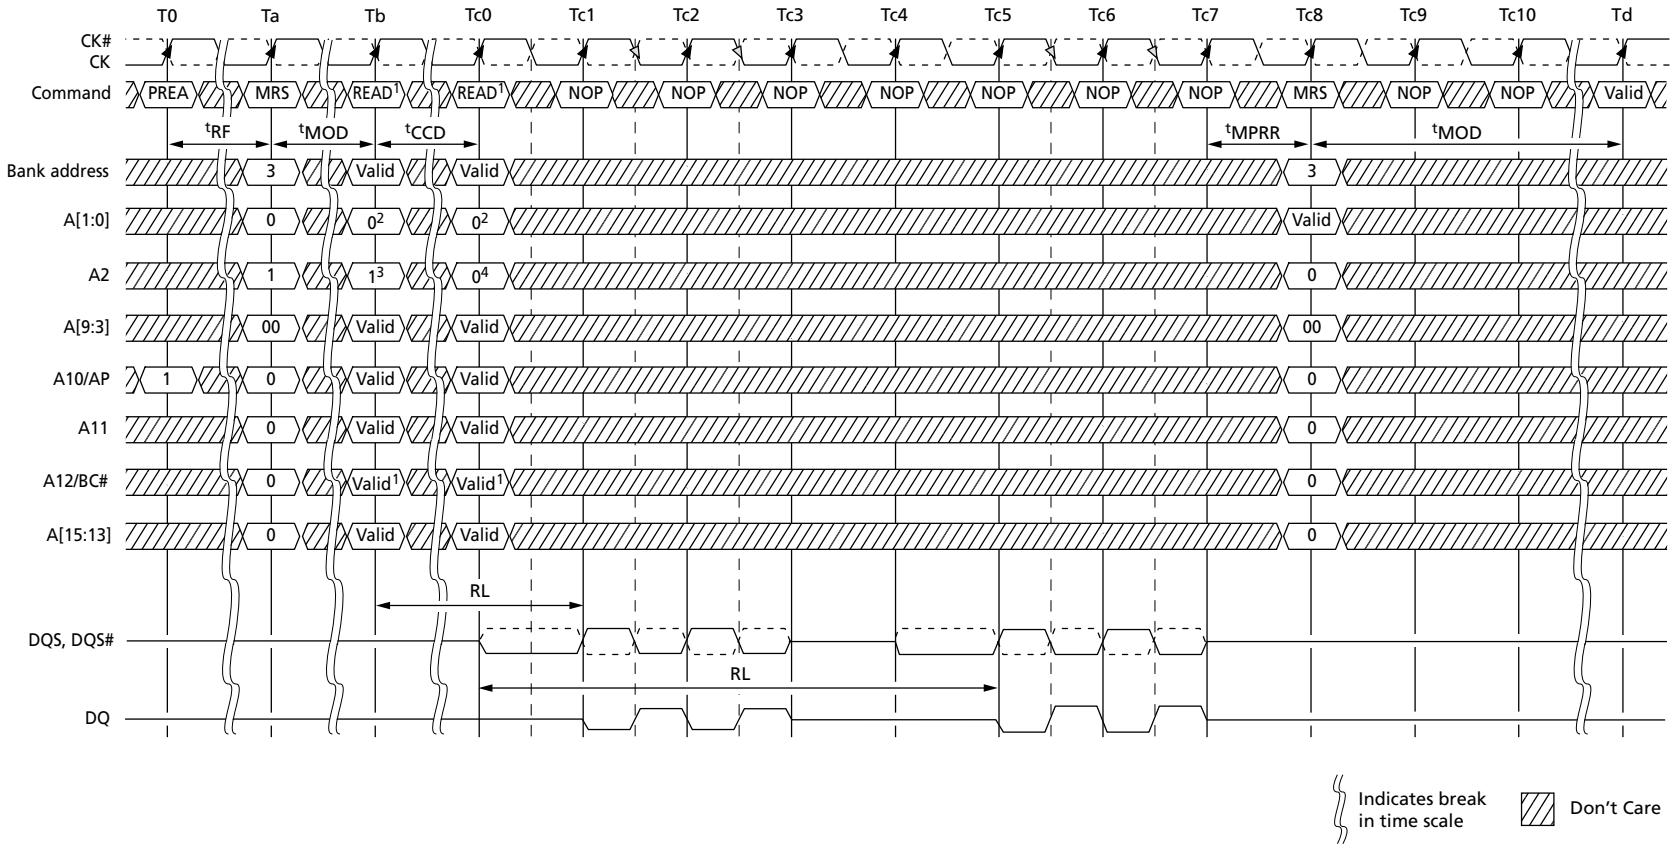 T0 Ta Tb Tc0 Tc1 Tc2 Tc3 Tc4 Tc5 Tc6 Tc7 Tc8 Tc9 Tc10 Td
CK#
CK
Command PREA MRS READ1 READ1 NOP NOP NOP NOP NOP NOP NOP MRS NOP NOP Valid
tRF tMOD tCCD tMPRR tMOD
Bank address 3 Valid Valid 3
A[1:0] 0 02 02 Valid
A2 1 13 04 0
A[9:3] 00 Valid Valid 00
A10/AP 1 0 Valid Valid 0
A11 0 Valid Valid 0
A12/BC# 0 Valid1 Valid1 0
A[15:13] 0 Valid Valid 0
RL
DQS, DQS#
RL
DQ
Indicates break
in time scale
Don't Care